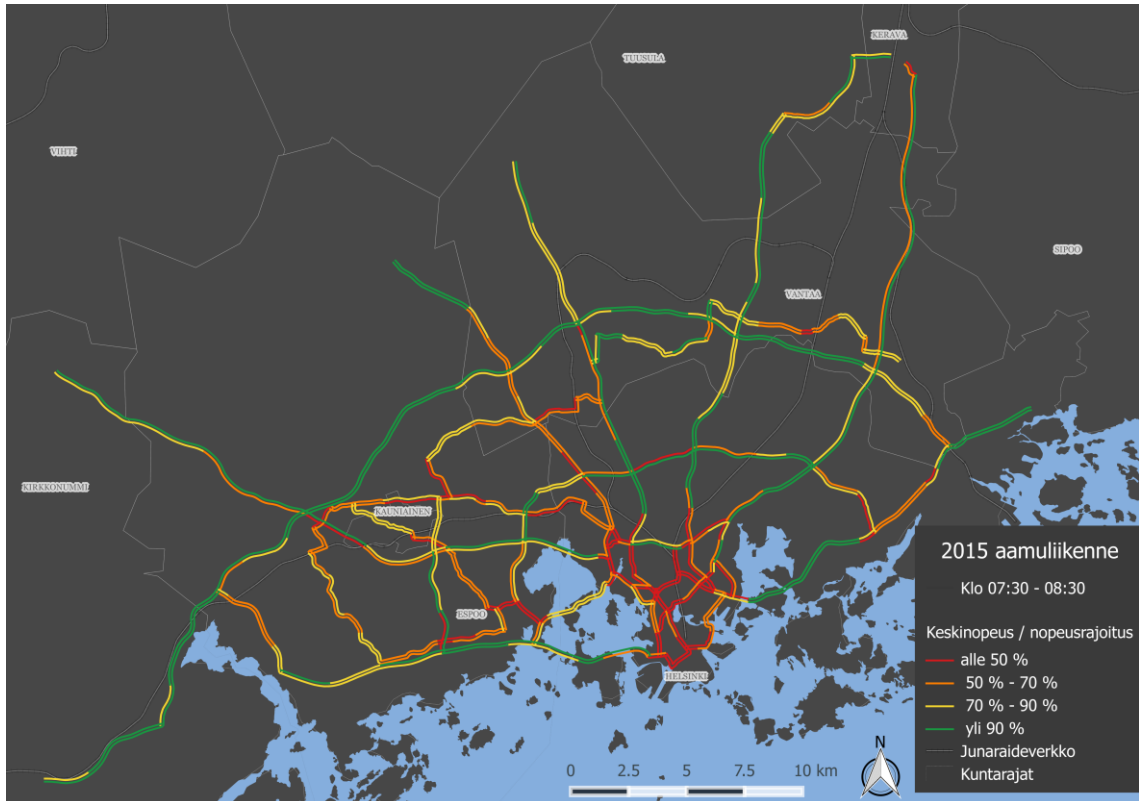 KERAVA
TUUSULA
VIHTI
SIPOO
VANTAA
KIRKKONUMMI
KAUNIAINEN
ESPOO
HELSINKI
2015 aamuliikenne
Klo 07:30 - 08:30
Keskinopeus / nopeusrajoitus
alle 50 %
50 % - 70 %
70 % - 90 %
yli 90 %
Junaraideverkko
Kuntarajat
N
0 2.5 5 7.5 10 km